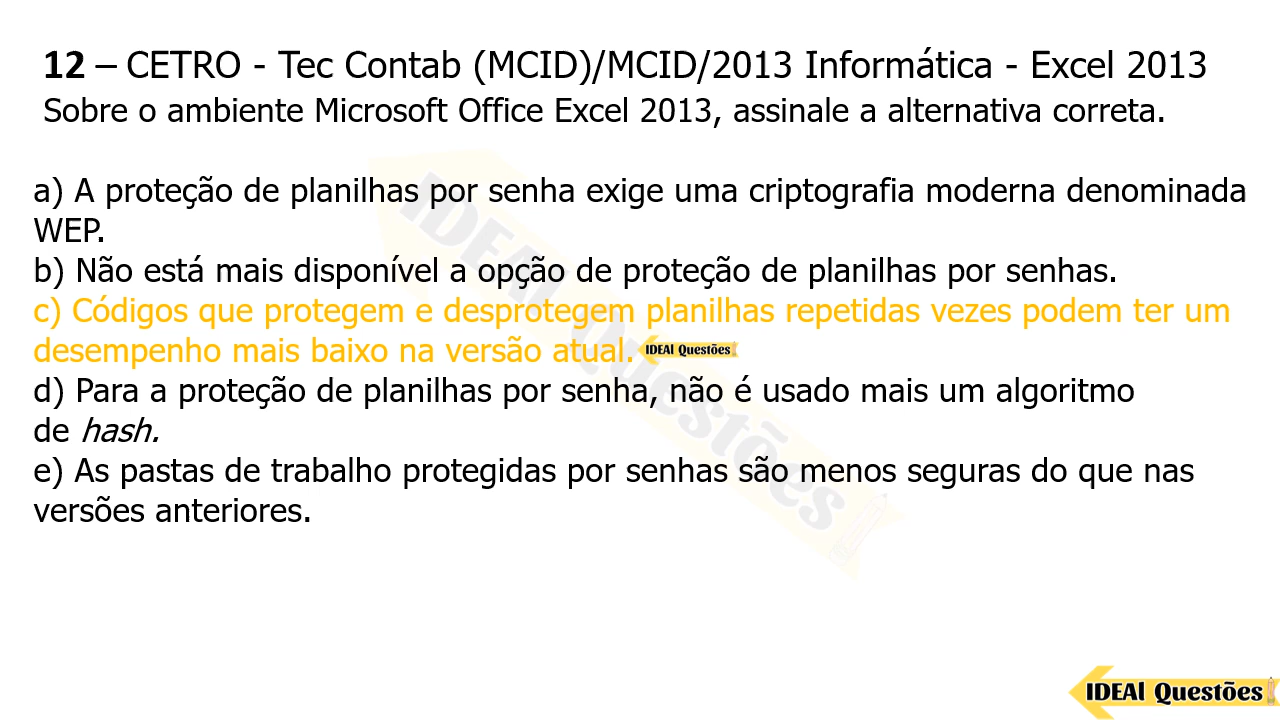 12 – CETRO - Tec Contab (MCID)/MCID/2013 Informática - Excel 2013
Sobre o ambiente Microsoft Office Excel 2013, assinale a alternativa correta.
a) A proteção de planilhas por senha exige uma criptografia moderna denominada
WEP.
b) Não está mais disponível a opção de proteção de planilhas por senhas.
c) Códigos que protegem e desprotegem planilhas repetidas vezes podem ter um
desempenho mais baixo na versão atual. IDEAl Questões
d) Para a proteção de planilhas por senha, não é usado mais um algoritmo
de hash.
e) As pastas de trabalho protegidas por senhas são menos seguras do que nas
versões anteriores.
IDEAl Questões
IDEAl Questões